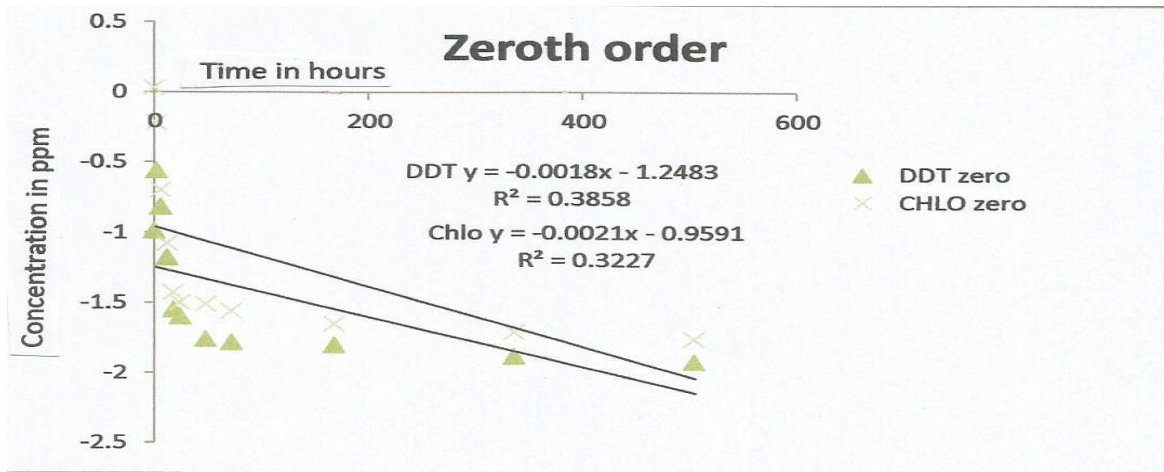 Zeroth order
Time in hours
Concentration in ppm
0.5
0
-0.5
-1
-1.5
-2
-2.5
0
200
400
600
DDT y = -0.0018x - 1.2483
R² = 0.3858
Chlo y = -0.0021x - 0.9591
R² = 0.3227
DDT zero
CHLO zero